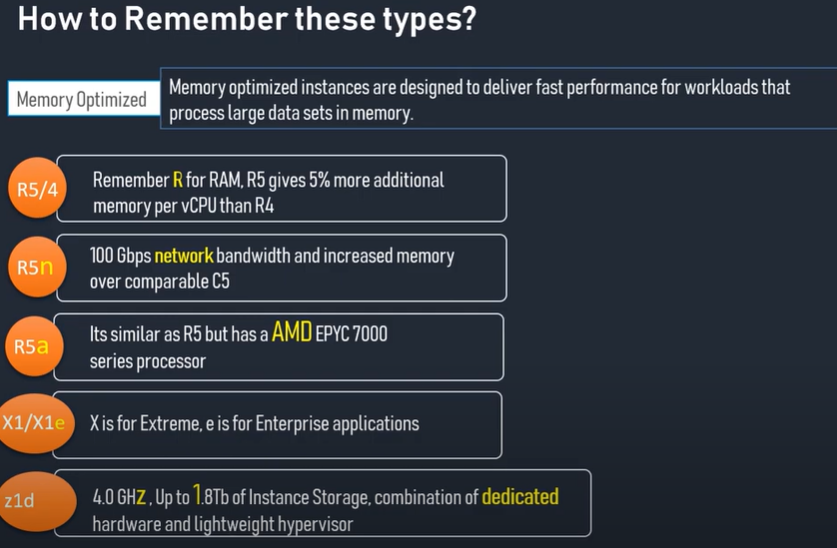 How to Remember these types?
Memory Optimized
Memory optimized instances are designed to deliver fast performance for workloads that
process large data sets in memory.
R5/4
Remember R for RAM, R5 gives 5% more additional
memory per vCPU than R4
R5n
100 Gbps network bandwidth and increased memory
over comparable C5
R5a
Its similar as R5 but has a AMD EPYC 7000
series processor
X1/X1e
X is for Extreme, e is for Enterprise applications
z1d
4.0 GHz , Up to 1.8Tb of Instance Storage, combination of dedicated
hardware and lightweight hypervisor